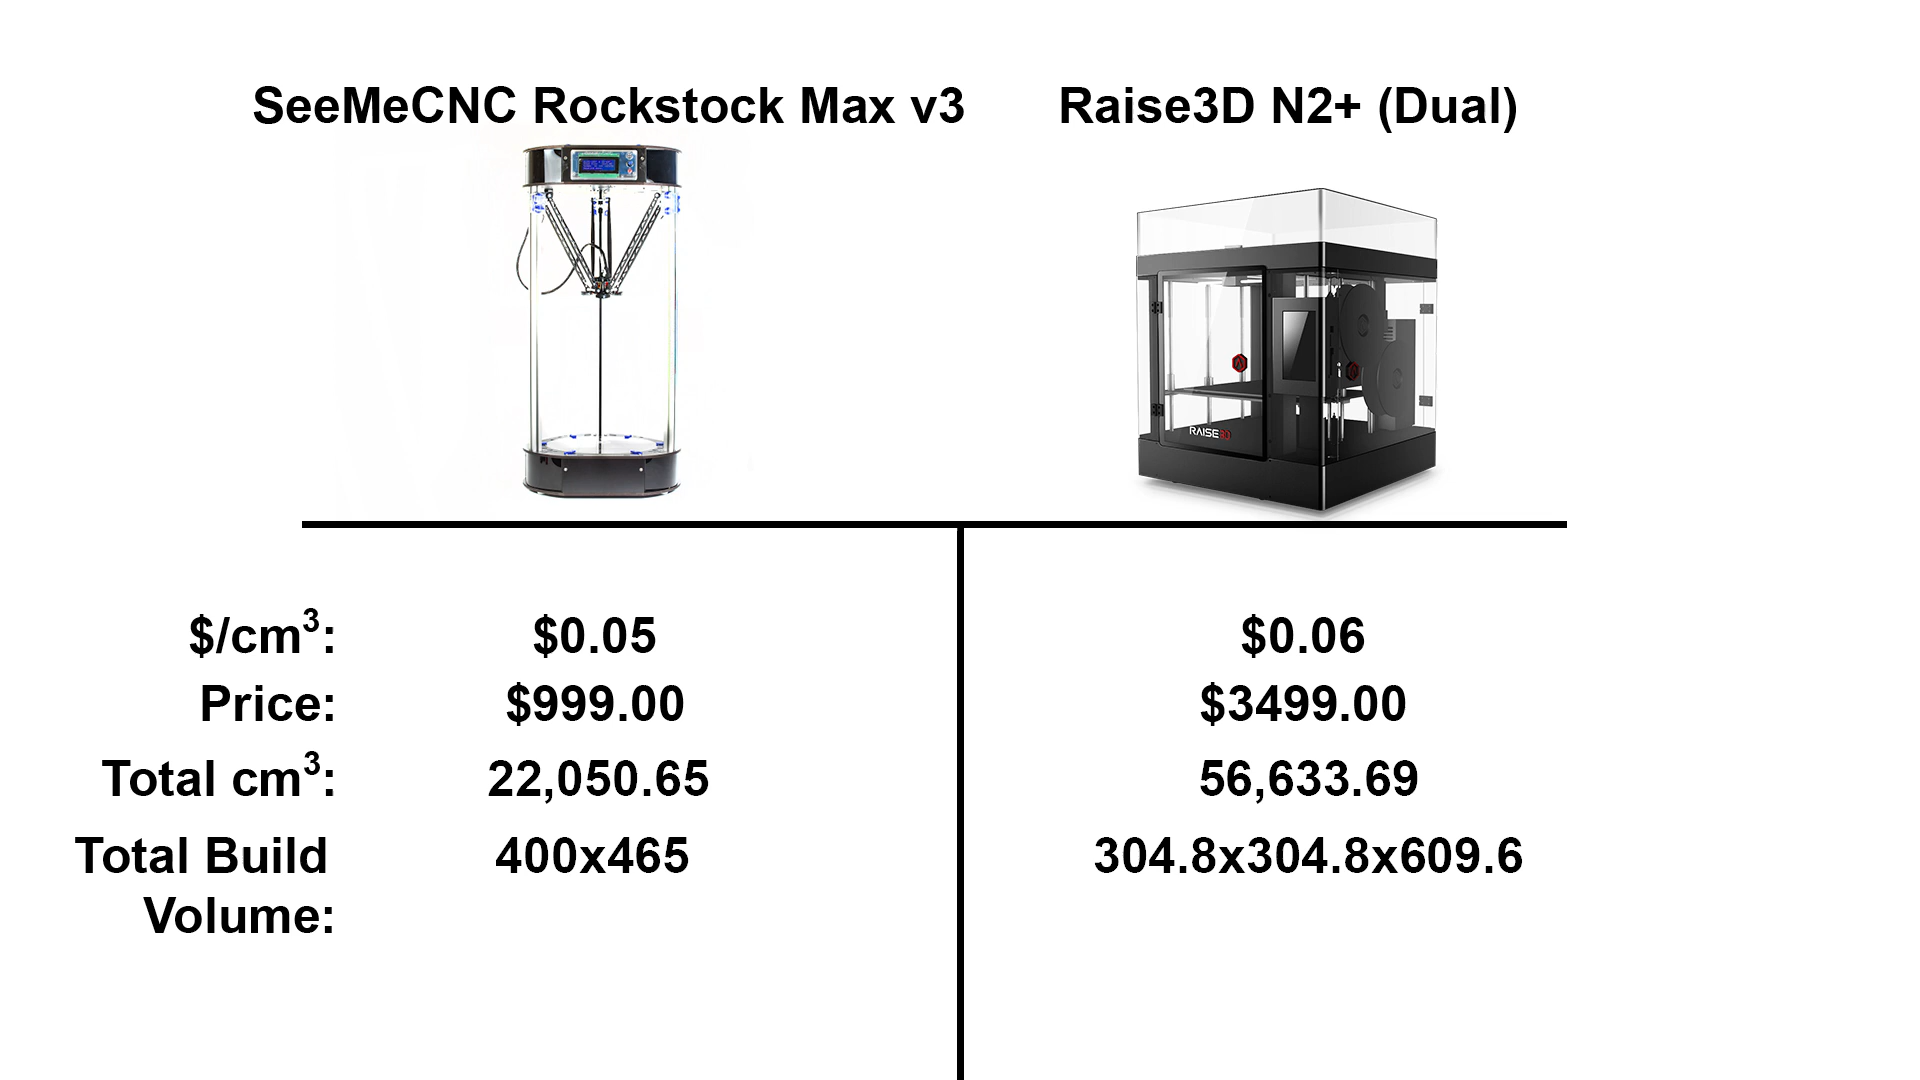 SeeMeCNC Rockstock Max v3
Raise3D N2+ (Dual)
RAISE3D
$/cm³:
$0.05
$0.06
Price:
$999.00
$3499.00
Total cm³:
22,050.65
56,633.69
Total Build
400x465
304.8x304.8x609.6
Volume: